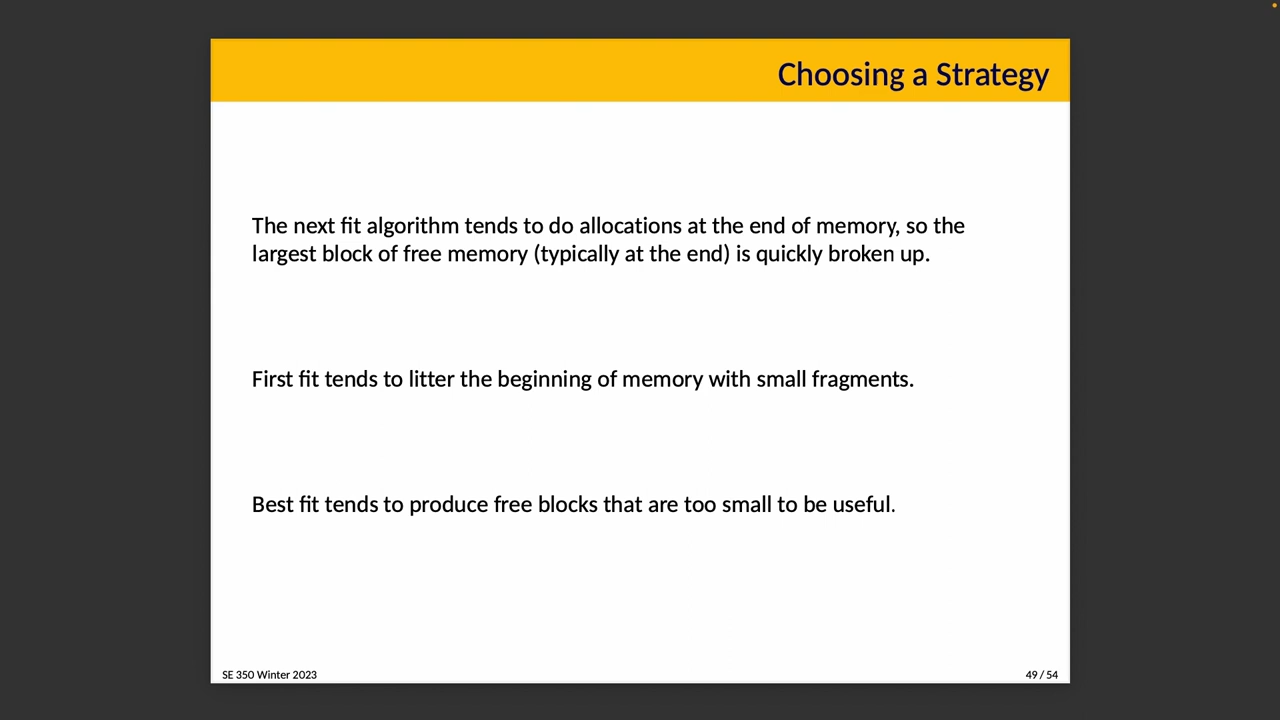 Choosing a Strategy
The next fit algorithm tends to do allocations at the end of memory, so the
largest block of free memory (typically at the end) is quickly broken up.
First fit tends to litter the beginning of memory with small fragments.
Best fit tends to produce free blocks that are too small to be useful.
SE 350 Winter 2023
49 / 54